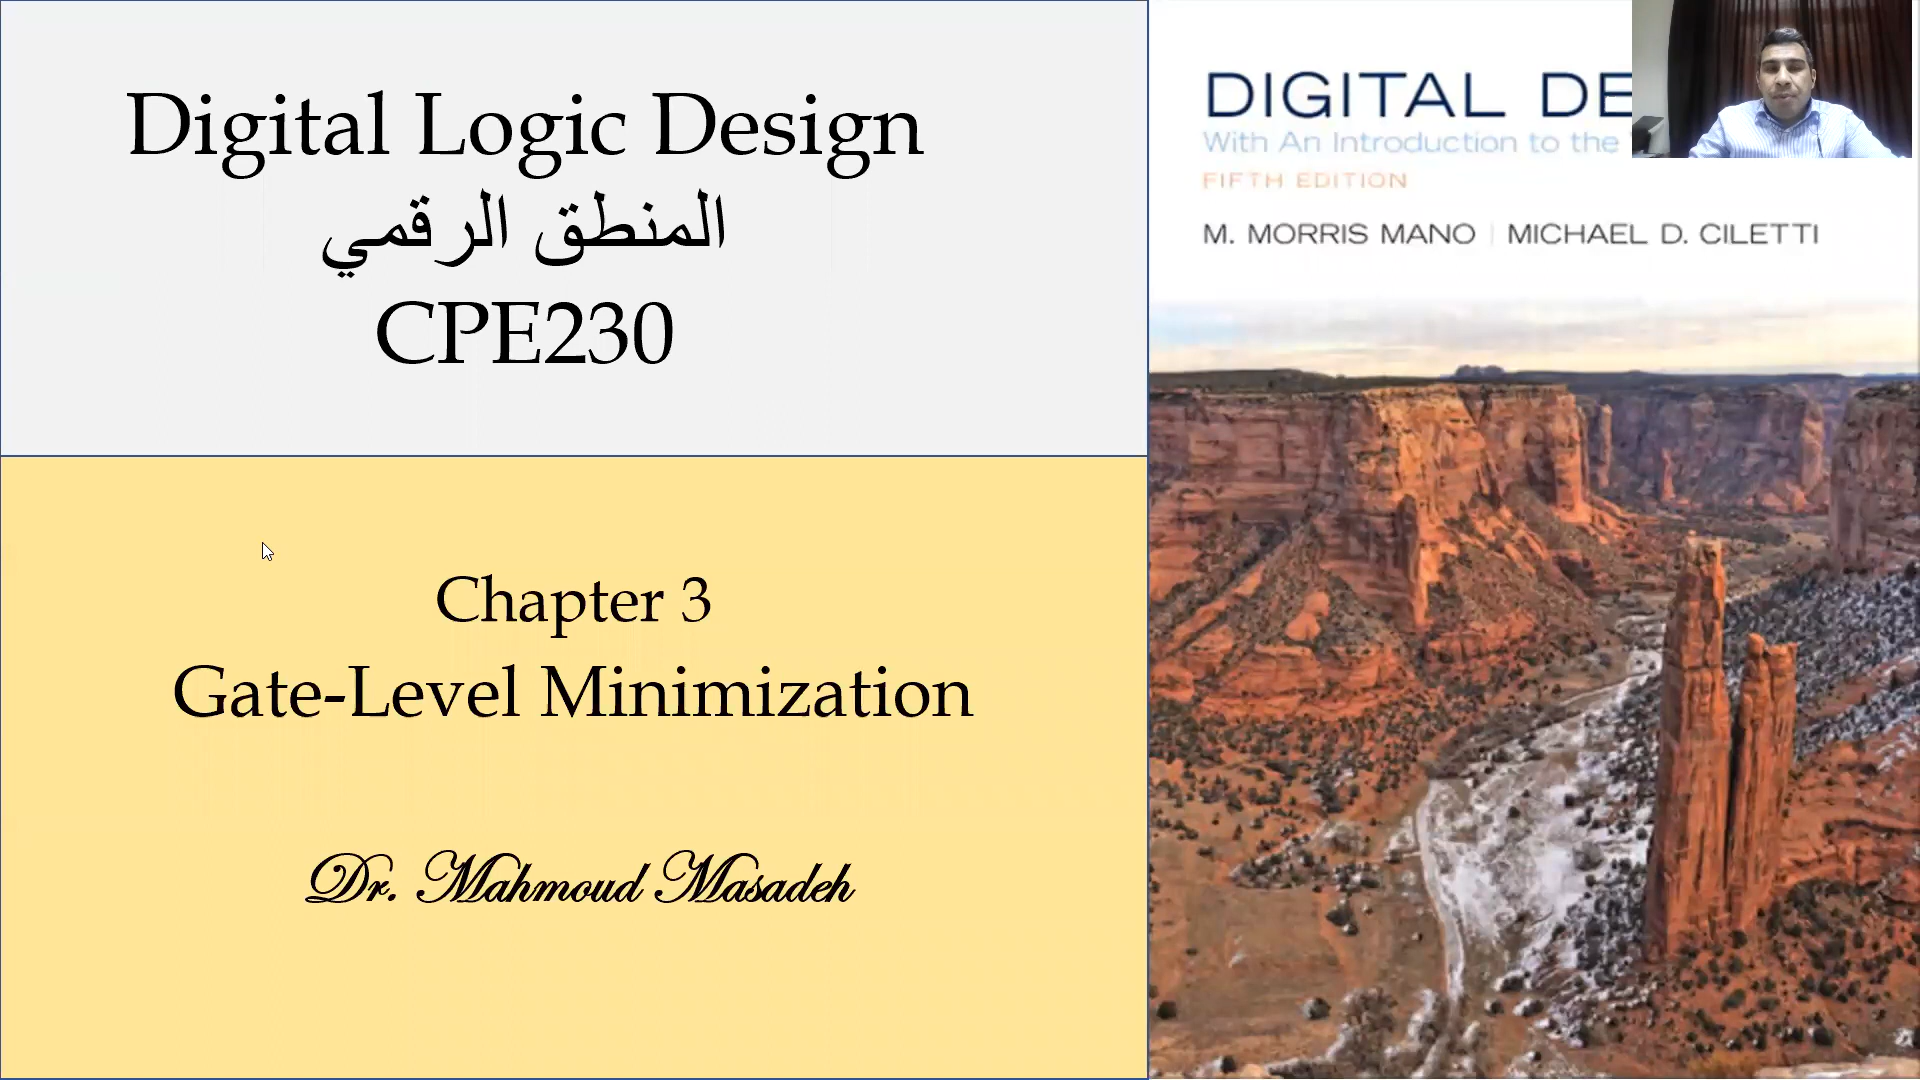 Digital Logic Design
المنطق الرقمي
CPE230
Chapter 3
Gate-Level Minimization
Dr. Mahmoud Masadeh
DIGITAL DE
With An Introduction to the
FIFTH EDITION
M. MORRIS MANO | MICHAEL D. CILETTI